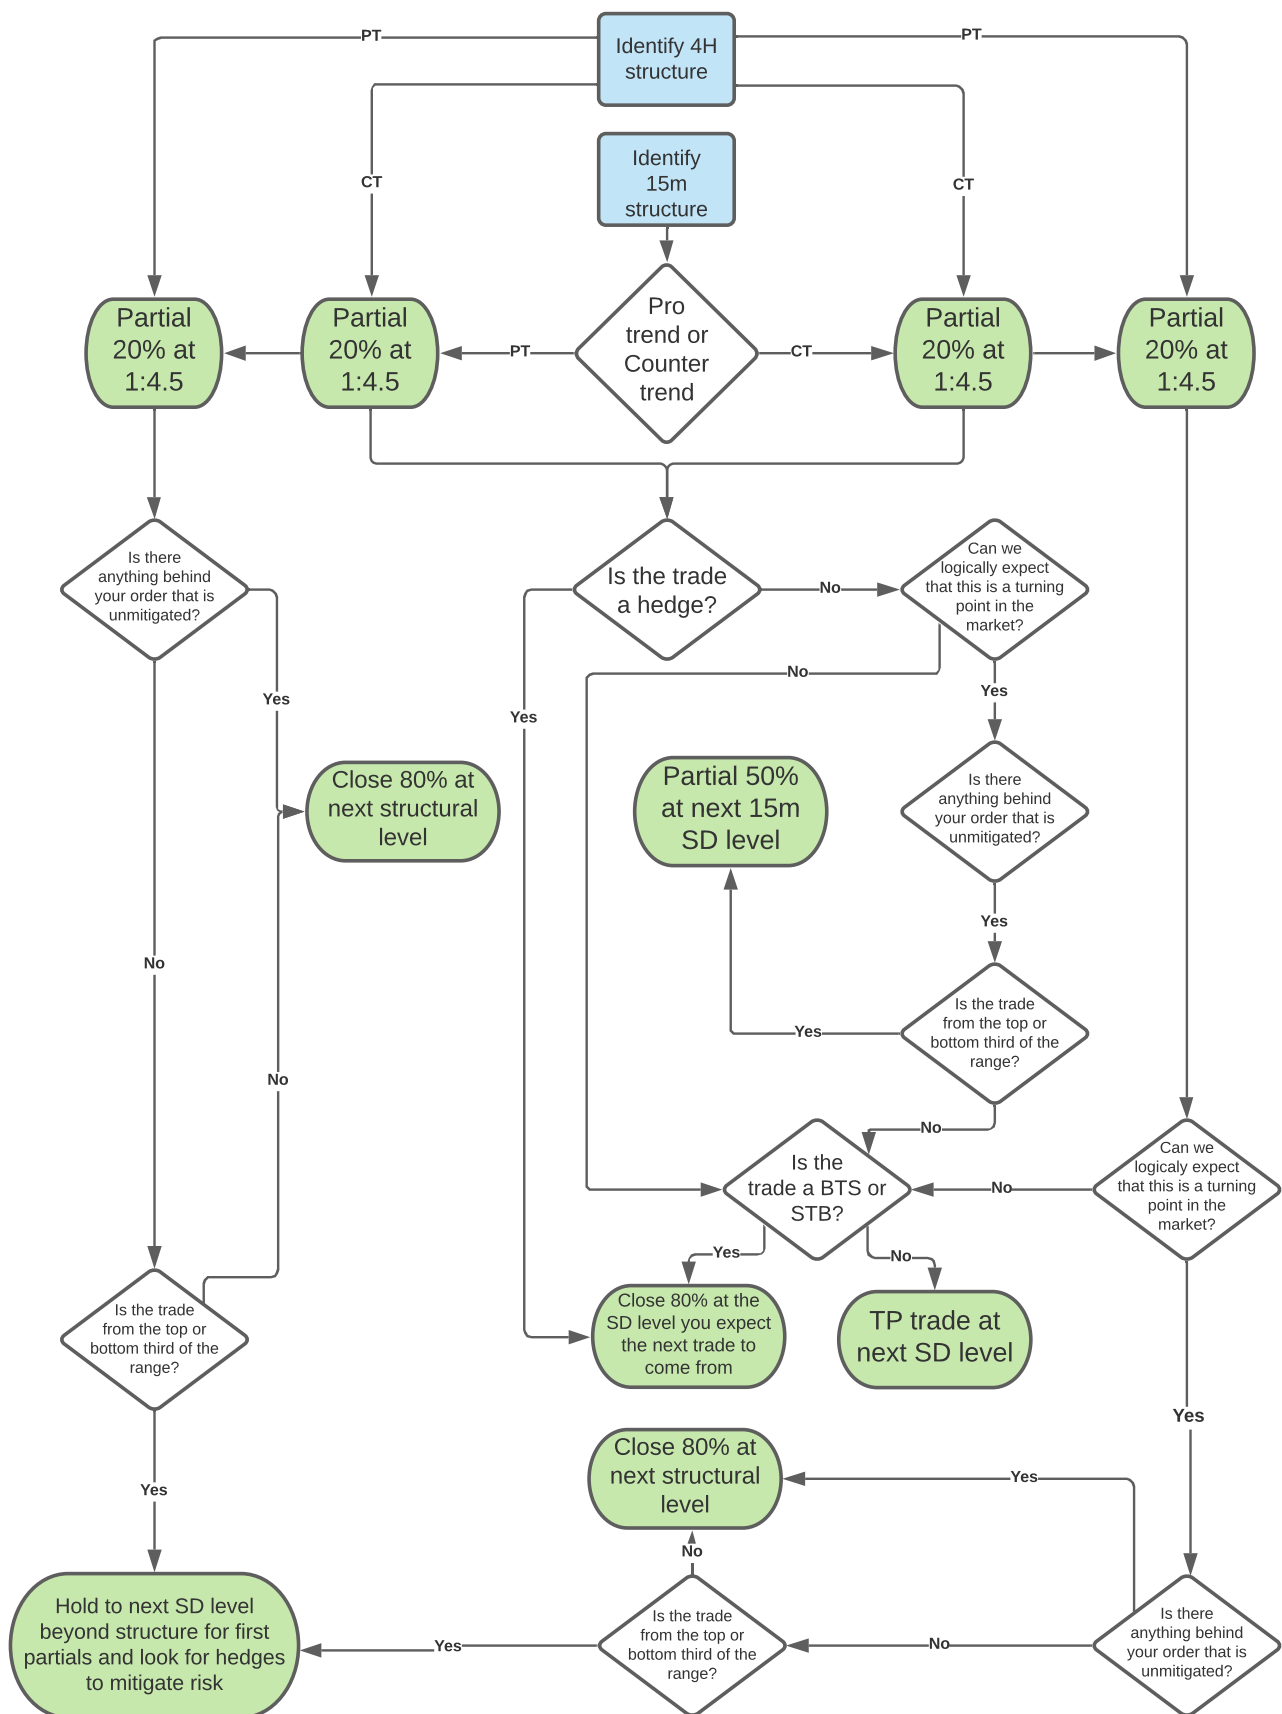 PT
Identify 4H
structure
PT
Identify
15m
structure
CT
CT
Partial
20% at
1:4.5
Partial
20% at
1:4.5
PT
Pro
trend or
Counter
trend
CT
Partial
20% at
1:4.5
Partial
20% at
1:4.5
Is there
anything behind
your order that is
unmitigated?
Is the trade
a hedge?
No
Can we
logically expect
that this is a turning
point in the
market?
No
Yes
Yes
Yes
Close 80% at
next structural
level
Partial 50%
at next 15m
SD level
Is there
anything behind
your order that is
unmitigated?
Yes
No
Is the trade
from the top or
bottom third of the
range?
Yes
No
No
Is the
trade a BTS or
STB?
No
Can we
logicaly expect
that this is a turning
point in the
market?
Yes
No
Is the trade
from the top or
bottom third of the
range?
Close 80% at the
SD level you expect
the next trade to
come from
TP trade at
next SD level
Yes
Close 80% at
next structural
level
Yes
Yes
No
Hold to next SD level
beyond structure for first
partials and look for hedges
to mitigate risk
Yes
Is the trade
from the top or
bottom third of the
range?
No
Is there
anything behind
your order that is
unmitigated?